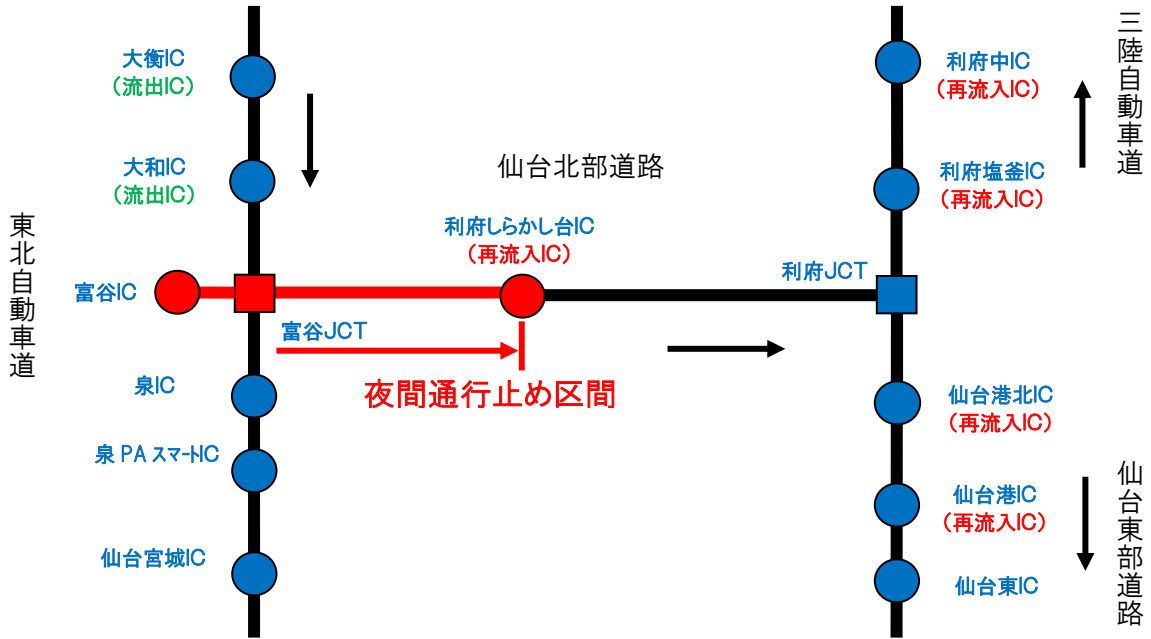 大衡IC
（流出IC）
大和IC
（流出IC）
東北自動車道
富谷IC
富谷JCT
泉IC
泉 PA スマートIC
仙台宮城IC
仙台北部道路
利府しらかし台IC
（再流入IC）
夜間通行止め区間
利府JCT
利府中IC
（再流入IC）
利府塩釜IC
（再流入IC）
三陸自動車道
仙台港北IC
（再流入IC）
仙台港IC
（再流入IC）
仙台東IC
仙台東部道路